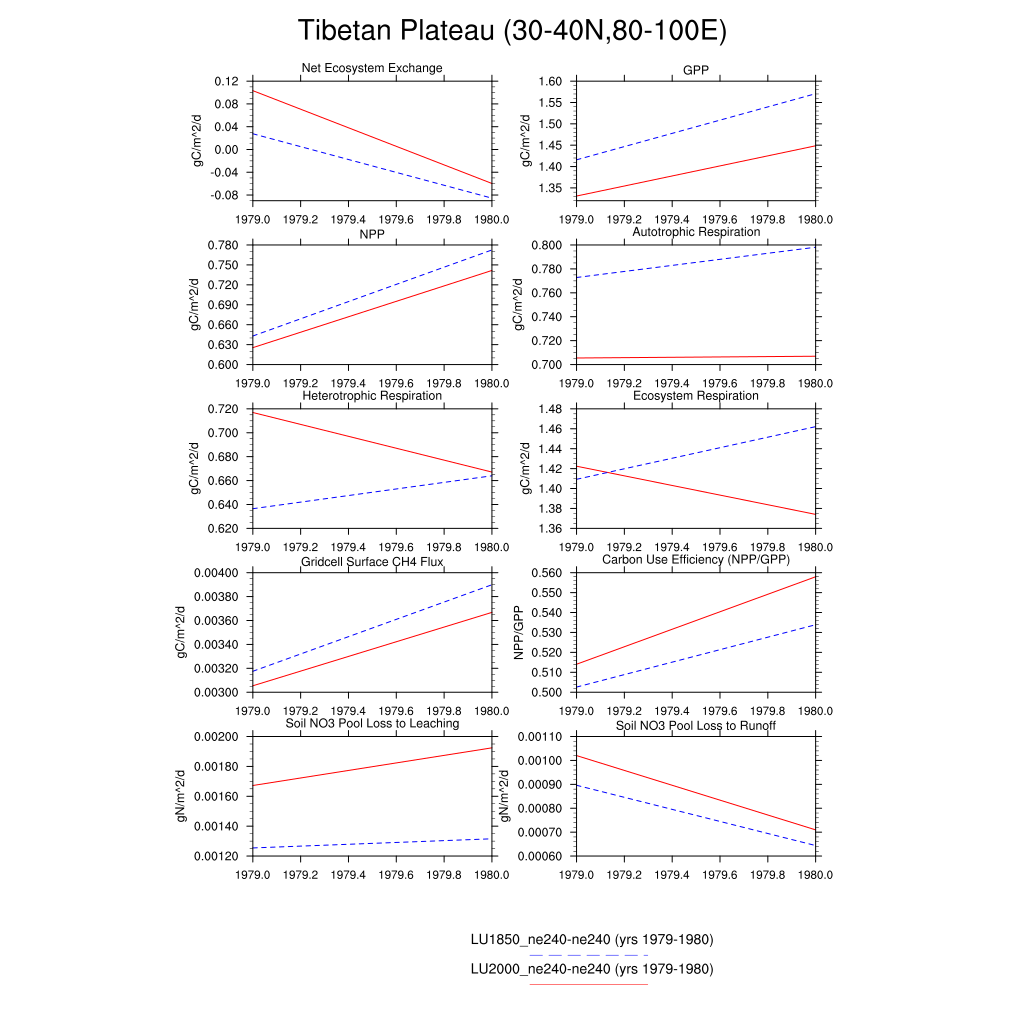 Tibetan Plateau (30-40N,80-100E)
Net Ecosystem Exchange
gC/m^2/d
0.12
0.08
0.04
0.00
-0.04
-0.08
1979.0 1979.2 1979.4 1979.6 1979.8 1980.0
GPP
gC/m^2/d
1.60
1.55
1.50
1.45
1.40
1.35
1979.0 1979.2 1979.4 1979.6 1979.8 1980.0
NPP
gC/m^2/d
0.780
0.750
0.720
0.690
0.660
0.630
0.600
1979.0 1979.2 1979.4 1979.6 1979.8 1980.0
Autotrophic Respiration
gC/m^2/d
0.800
0.780
0.760
0.740
0.720
0.700
1979.0 1979.2 1979.4 1979.6 1979.8 1980.0
Heterotrophic Respiration
gC/m^2/d
0.720
0.700
0.680
0.660
0.640
0.620
1979.0 1979.2 1979.4 1979.6 1979.8 1980.0
Ecosystem Respiration
gC/m^2/d
1.48
1.46
1.44
1.42
1.40
1.38
1.36
1979.0 1979.2 1979.4 1979.6 1979.8 1980.0
Gridcell Surface CH4 Flux
gC/m^2/d
0.00400
0.00380
0.00360
0.00340
0.00320
0.00300
1979.0 1979.2 1979.4 1979.6 1979.8 1980.0
Carbon Use Efficiency (NPP/GPP)
NPP/GPP
0.560
0.550
0.540
0.530
0.520
0.510
0.500
1979.0 1979.2 1979.4 1979.6 1979.8 1980.0
Soil NO3 Pool Loss to Leaching
gN/m^2/d
0.00200
0.00180
0.00160
0.00140
0.00120
1979.0 1979.2 1979.4 1979.6 1979.8 1980.0
Soil NO3 Pool Loss to Runoff
gN/m^2/d
0.00110
0.00100
0.00090
0.00080
0.00070
0.00060
1979.0 1979.2 1979.4 1979.6 1979.8 1980.0
LU1850_ne240-ne240 (yrs 1979-1980)
LU2000_ne240-ne240 (yrs 1979-1980)